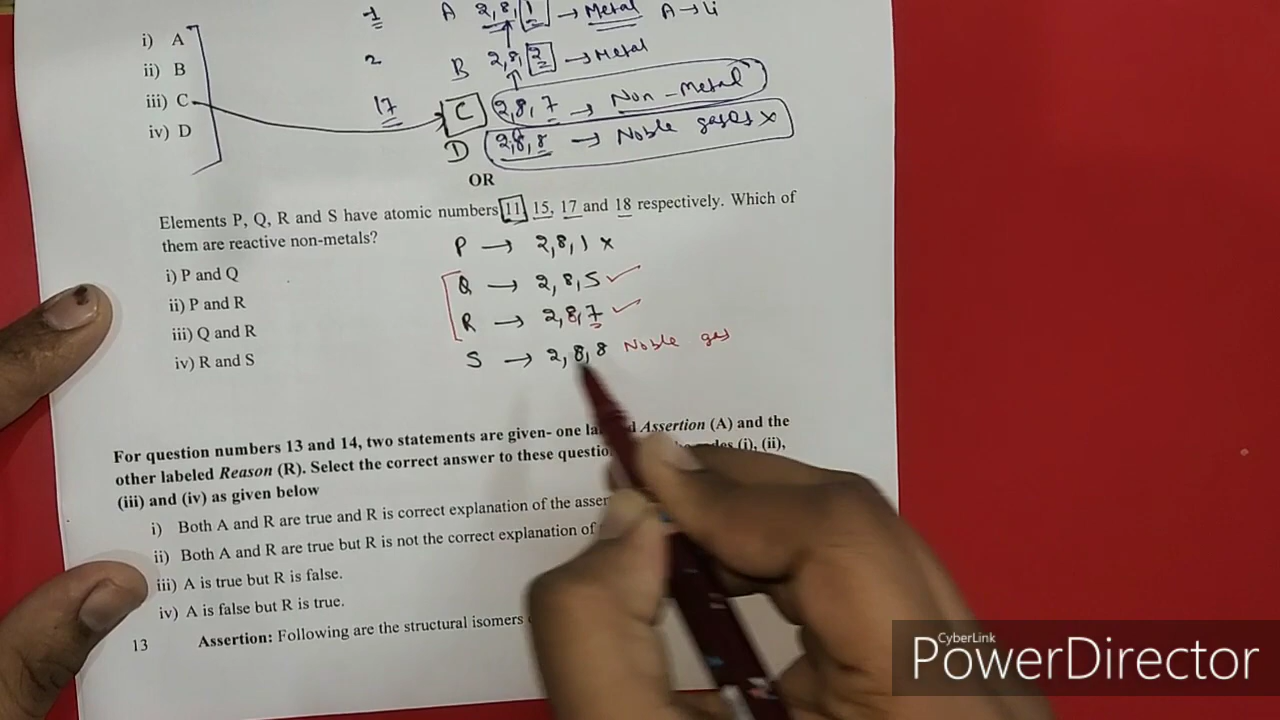 1 A 2,8,1 → Metal A → Li
i) A
2 B 2,8,2 → Metal
ii) B
17 C 2,8,7 → Non-Metal
iii) C
D 2,8,8 → Noble gases x
iv) D
OR
Elements P, Q, R and S have atomic numbers 11, 15, 17 and 18 respectively. Which of
them are reactive non-metals?
P → 2,8,1 x
i) P and Q
Q → 2,8,5 ✓
ii) P and R
R → 2,8,7 ✓
iii) Q and R
S → 2,8,8 Noble gas
iv) R and S
For question numbers 13 and 14, two statements are given- one Assertion (A) and the
other labeled Reason (R). Select the correct answer to these (i), (ii),
(iii) and (iv) as given below
i) Both A and R are true and R is correct explanation of the
ii) Both A and R are true but R is not the correct explanation of
iii) A is true but R is false.
iv) A is false but R is true.
13 Assertion: Following are the structural isomers
CyberLink
PowerDirector